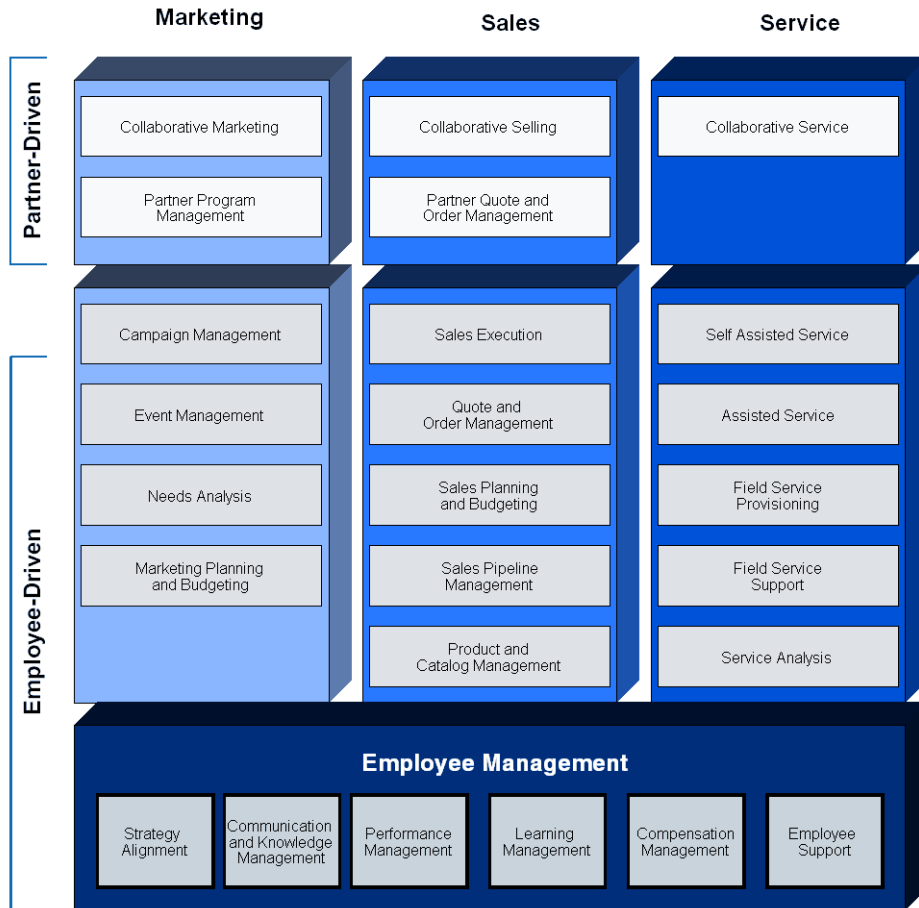 Marketing
Sales
Service
Partner-Driven
Collaborative Marketing
Collaborative Selling
Collaborative Service
Partner Program
Management
Partner Quote and
Order Management
Employee-Driven
Campaign Management
Sales Execution
Self Assisted Service
Event Management
Quote and
Order Management
Assisted Service
Needs Analysis
Sales Planning
and Budgeting
Field Service
Provisioning
Marketing Planning
and Budgeting
Sales Pipeline
Management
Field Service
Support
Product and
Catalog Management
Service Analysis
Employee Management
Strategy
Alignment
Communication
and Knowledge
Management
Performance
Management
Learning
Management
Compensation
Management
Employee
Support